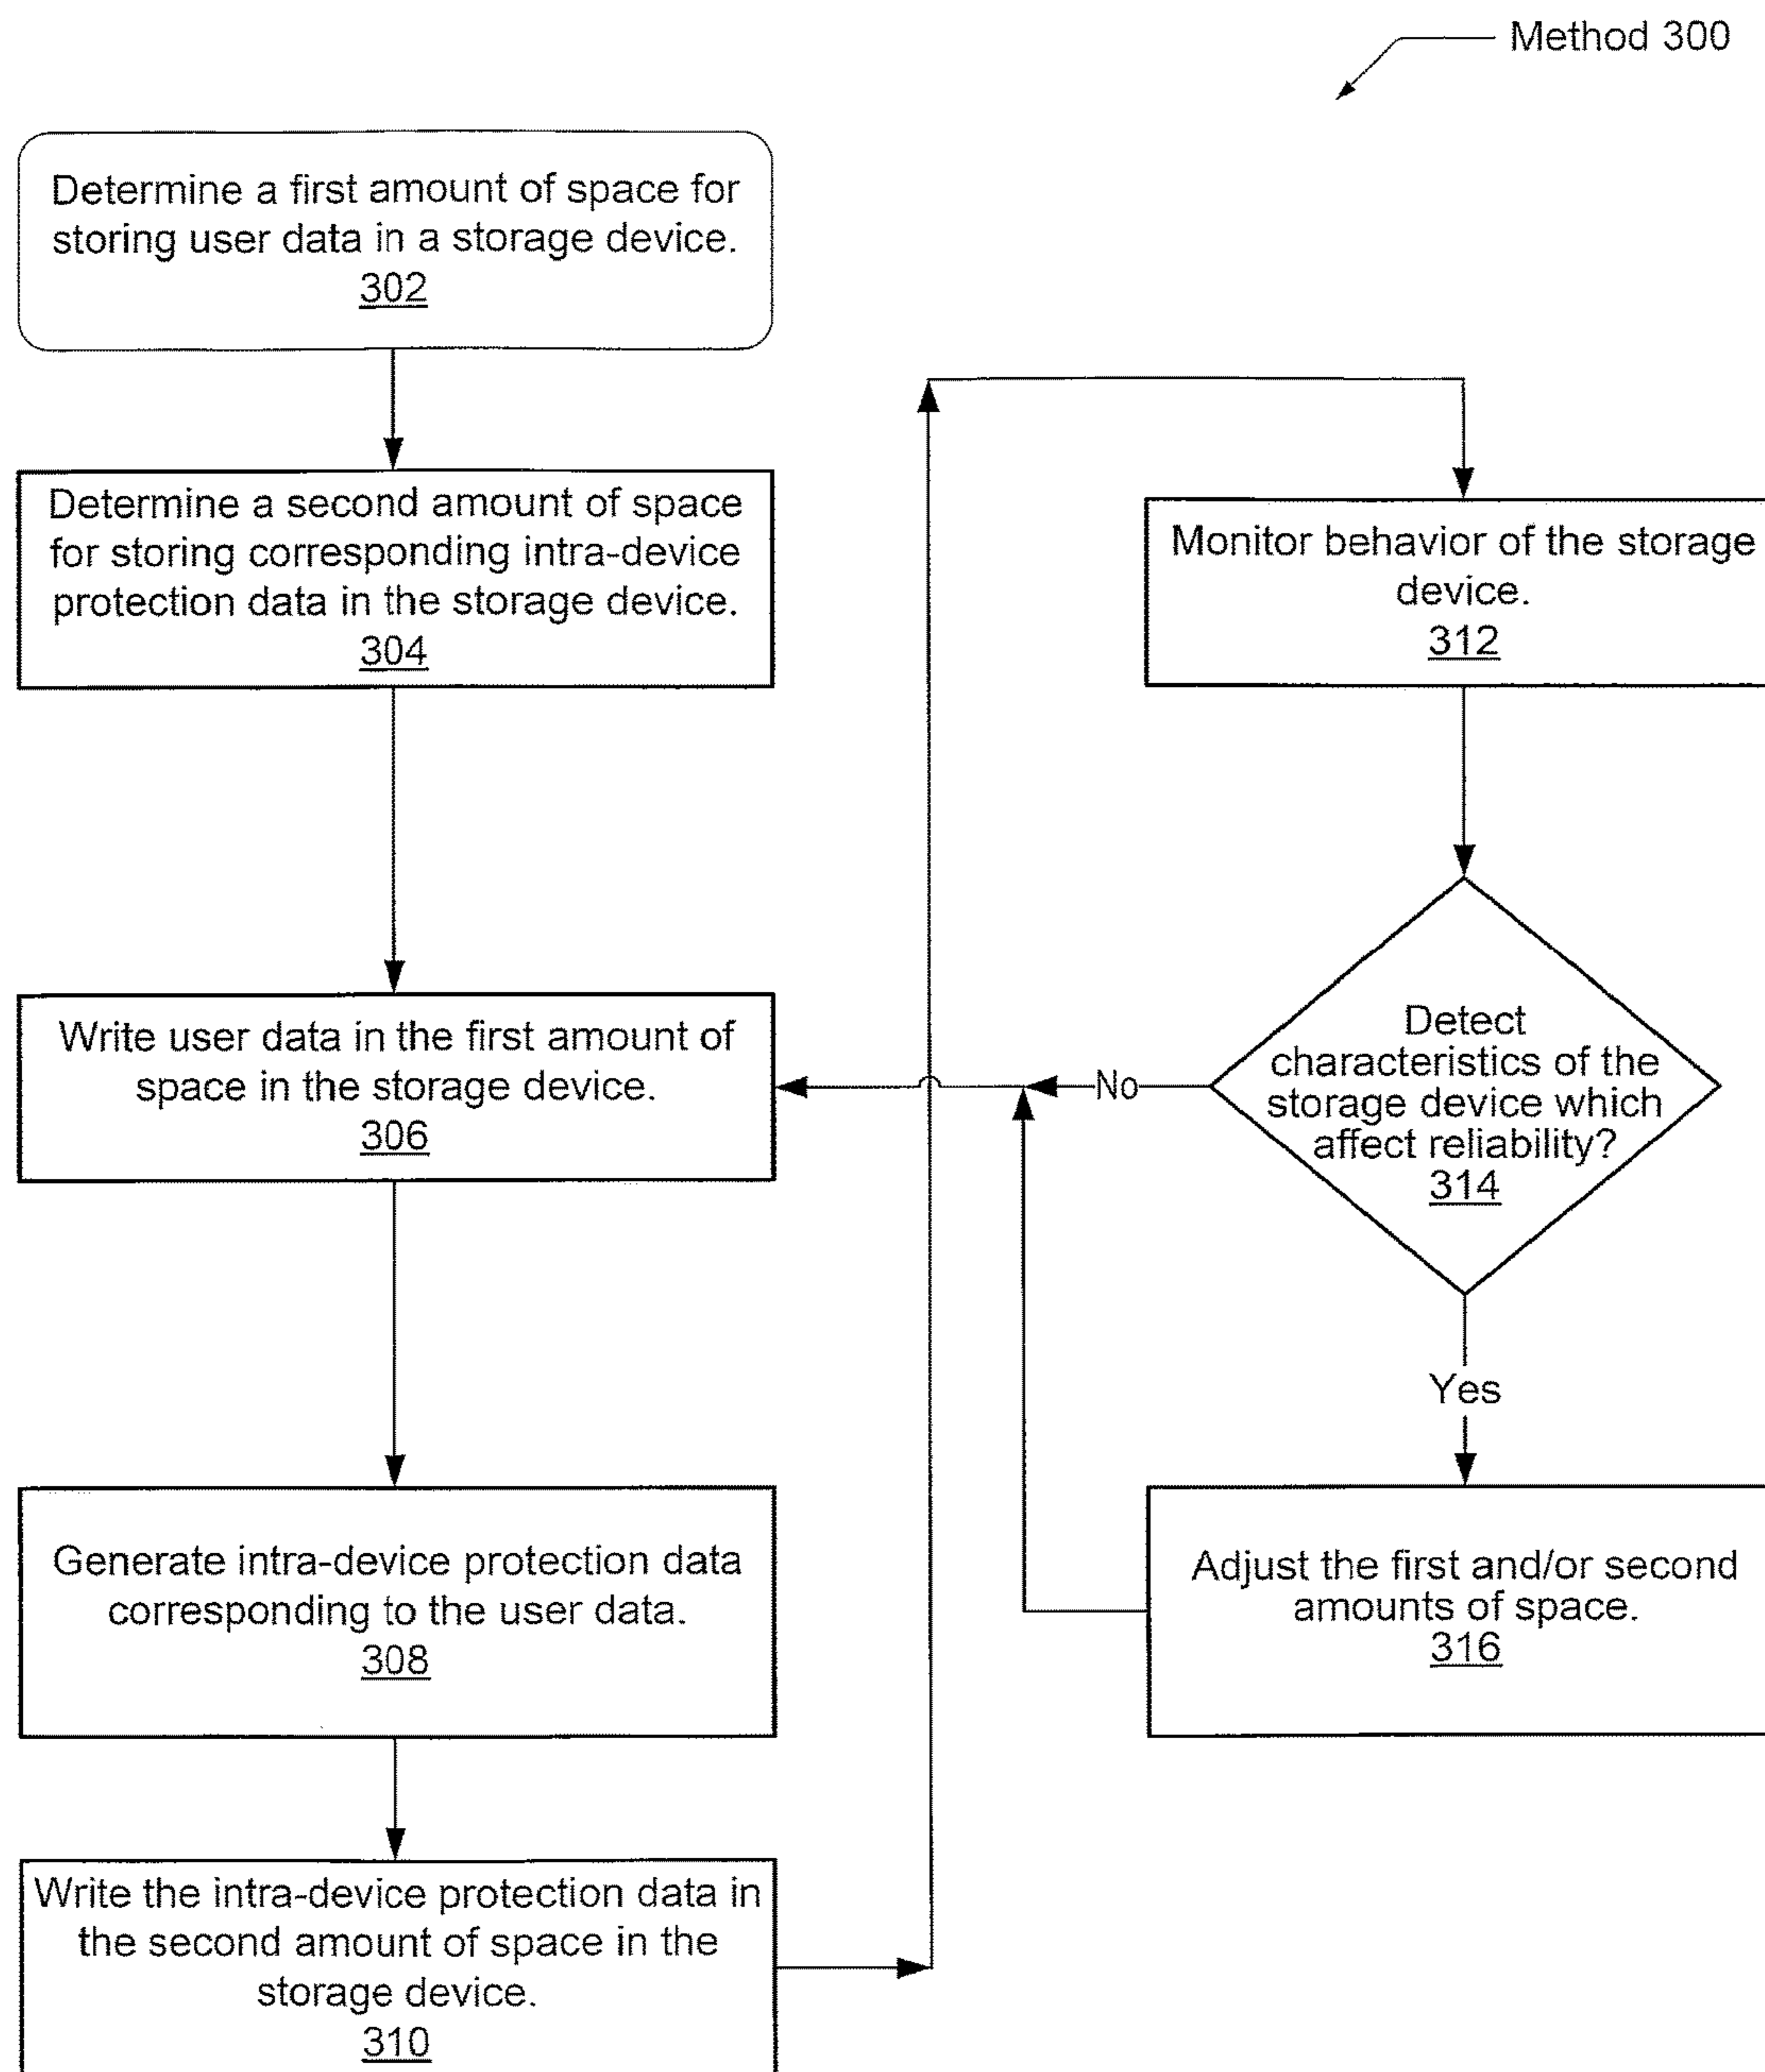 Method 300
Determine a first amount of space for
storing user data in a storage device.
302
Determine a second amount of space
for storing corresponding intra-device
protection data in the storage device.
304
Write user data in the first amount of
space in the storage device.
306
Generate intra-device protection data
corresponding to the user data.
308
Write the intra-device protection data in
the second amount of space in the
storage device.
310
Monitor behavior of the storage
device.
312
Detect
characteristics of the
storage device which
affect reliability?
314
No
Yes
Adjust the first and/or second
amounts of space.
316